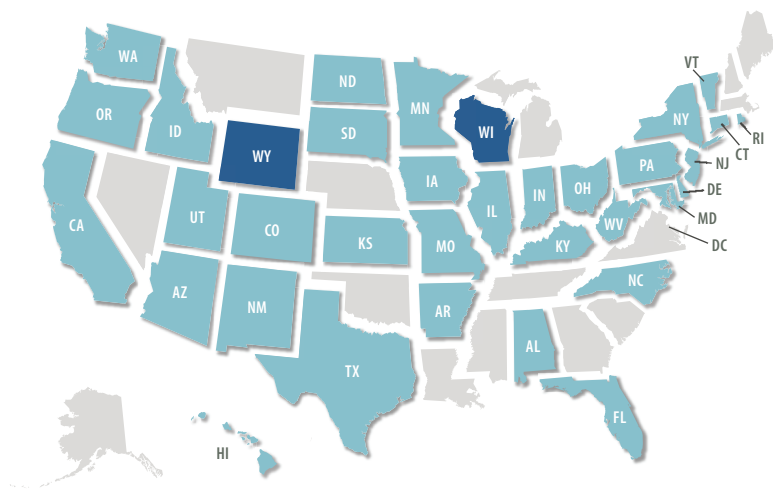 WA
OR
ID
WY
ND
SD
MN
WI
IA
IL
IN
OH
PA
NY
VT
RI
CT
NJ
DE
MD
DC
WV
KY
NC
CA
UT
CO
KS
MO
AZ
NM
AR
TX
AL
FL
HI